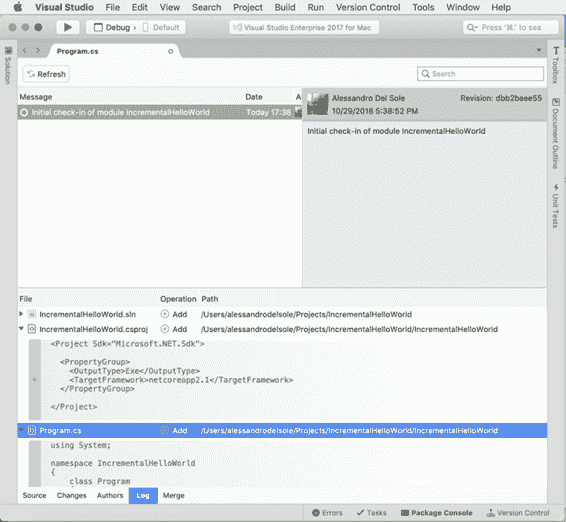 Visual Studio File Edit View Search Project Build Run Version Control Tools Window Help
Debug › Default Visual Studio Enterprise 2017 for Mac Press '⌘.' to sea
Program.cs
Refresh Search
Message Date A
Initial check-in of module IncrementalHelloWorld Today 17:38
Alessandro Del Sole Revision: dbb2baee55
10/29/2018 5:38:52 PM
Initial check-in of module IncrementalHelloWorld
Solution
Toolbox
Document Outline
Unit Tests
File Operation Path
IncrementalHelloWorld.sln Add /Users/alessandrodelsole/Projects/IncrementalHelloWorld
IncrementalHelloWorld.csproj Add /Users/alessandrodelsole/Projects/IncrementalHelloWorld/IncrementalHelloWorld
<Project Sdk="Microsoft.NET.Sdk">
<PropertyGroup>
<OutputType>Exe</OutputType>
<TargetFramework>netcoreapp2.1</TargetFramework>
</PropertyGroup>
</Project>
Program.cs Add /Users/alessandrodelsole/Projects/IncrementalHelloWorld/IncrementalHelloWorld
using System;
namespace IncrementalHelloWorld
{
class Program
Source Changes Authors Log Merge
Errors Tasks Package Console Version Control